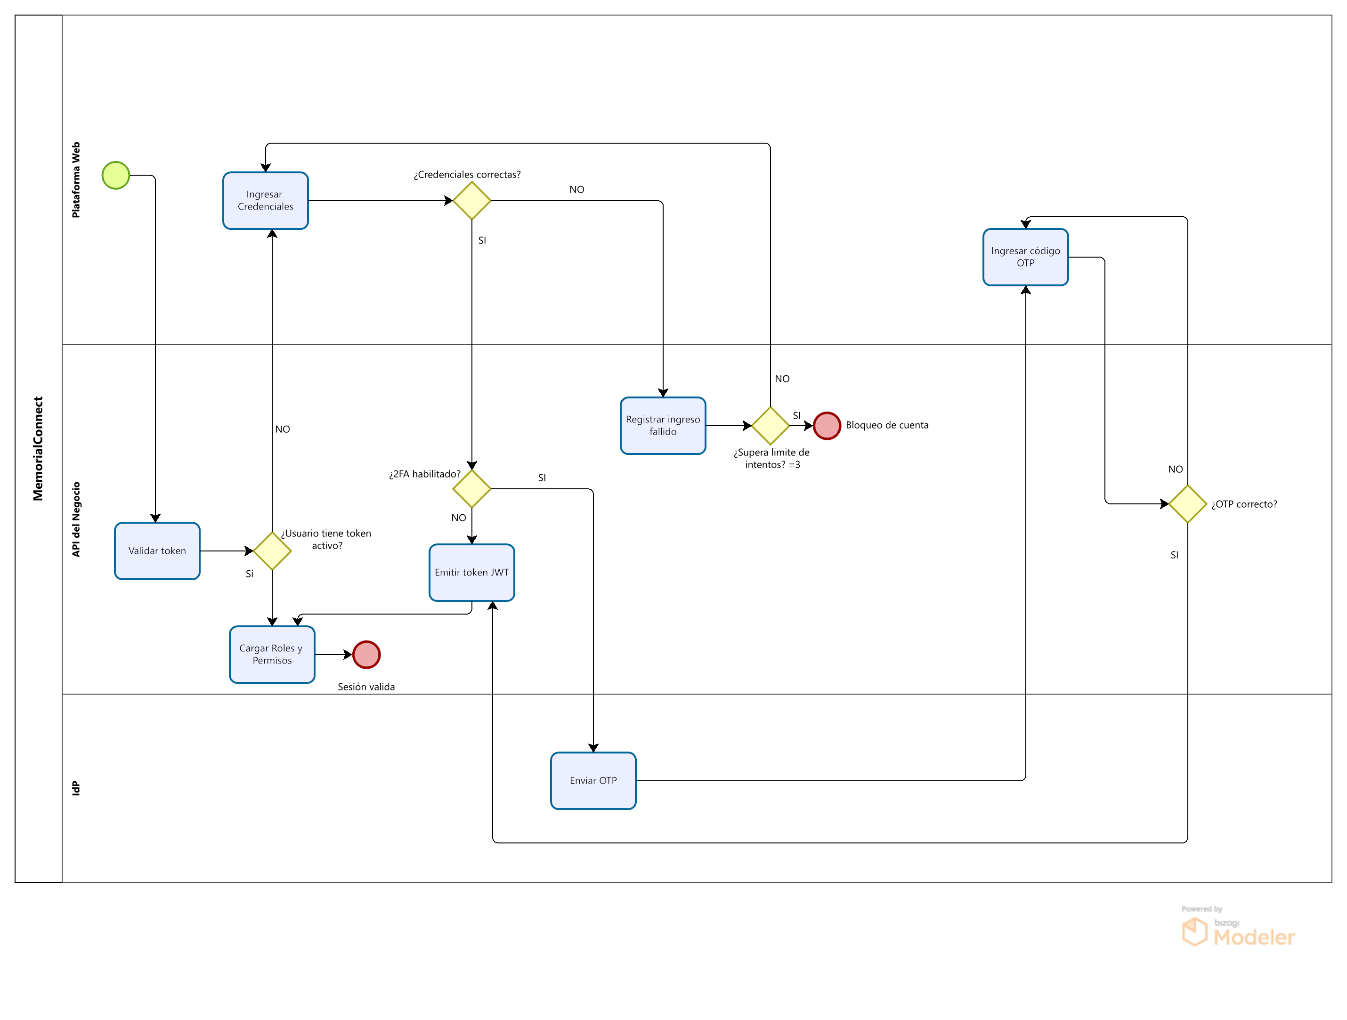 MemorialConnect
Plataforma Web
Ingresar
Credenciales
¿Credenciales correctas?
NO
SI
Ingresar código
OTP
API del Negocio
NO
Registrar ingreso
fallido
NO
SI
Bloqueo de cuenta
¿Supera limite de
intentos? =3
¿2FA habilitado?
SI
NO
NO
¿OTP correcto?
SI
Validar token
¿Usuario tiene token
activo?
Si
Emitir token JWT
Cargar Roles y
Permisos
Sesión valida
IdP
Enviar OTP
Powered by
bizagi
Modeler